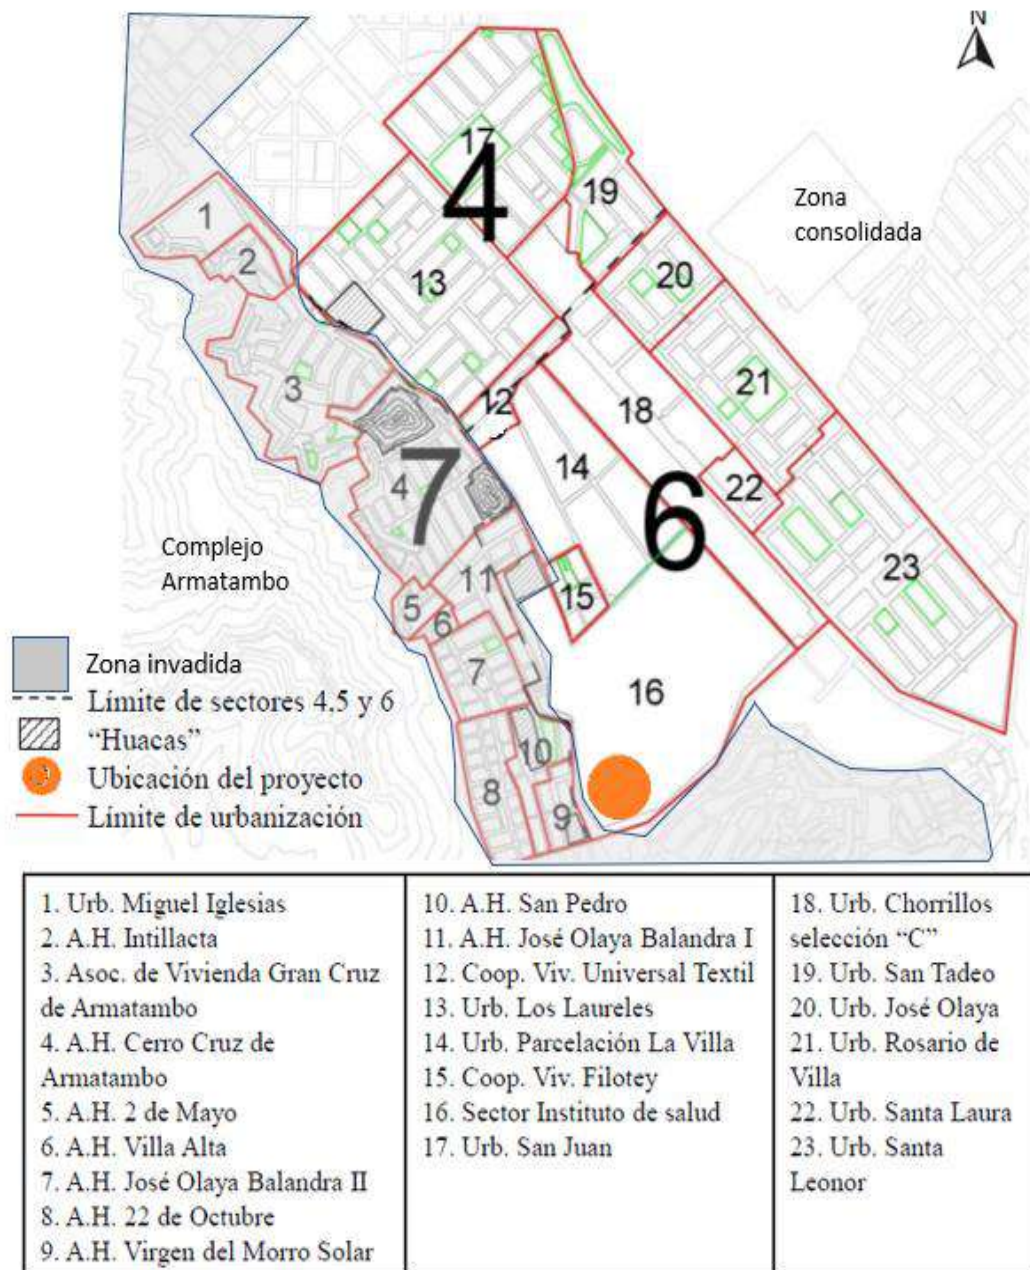 N
17
4
19
Zona
consolidada
1
2
20
13
3
21
12
18
7
14
4
6
22
Complejo
Armatambo
11
15
23
5
6
7
16
10
8
9
Zona invadida
Límite de sectores 4.5 y 6
“Huacas”
Ubicación del proyecto
Límite de urbanización
1. Urb. Miguel Iglesias
2. A.H. Intillacta
3. Asoc. de Vivienda Gran Cruz
de Armatambo
4. A.H. Cerro Cruz de
Armatambo
5. A.H. 2 de Mayo
6. A.H. Villa Alta
7. A.H. José Olaya Balandra II
8. A.H. 22 de Octubre
9. A.H. Virgen del Morro Solar
10. A.H. San Pedro
11. A.H. José Olaya Balandra I
12. Coop. Viv. Universal Textil
13. Urb. Los Laureles
14. Urb. Parcelación La Villa
15. Coop. Viv. Filotey
16. Sector Instituto de salud
17. Urb. San Juan
18. Urb. Chorrillos
selección “C”
19. Urb. San Tadeo
20. Urb. José Olaya
21. Urb. Rosario de
Villa
22. Urb. Santa Laura
23. Urb. Santa
Leonor